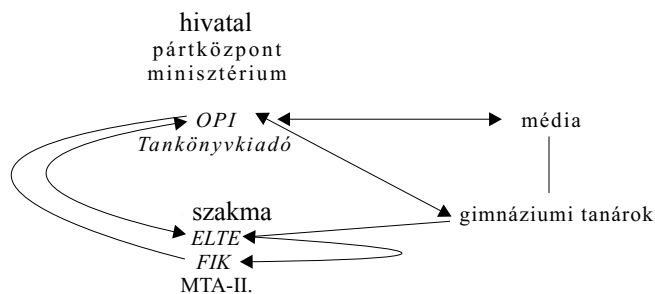 hivatal
pártközpont
minisztérium
OPI
Tankönyvkiadó
média
gimnáziumi tanárok
szakma
ELTE
FIK
MTA-II.